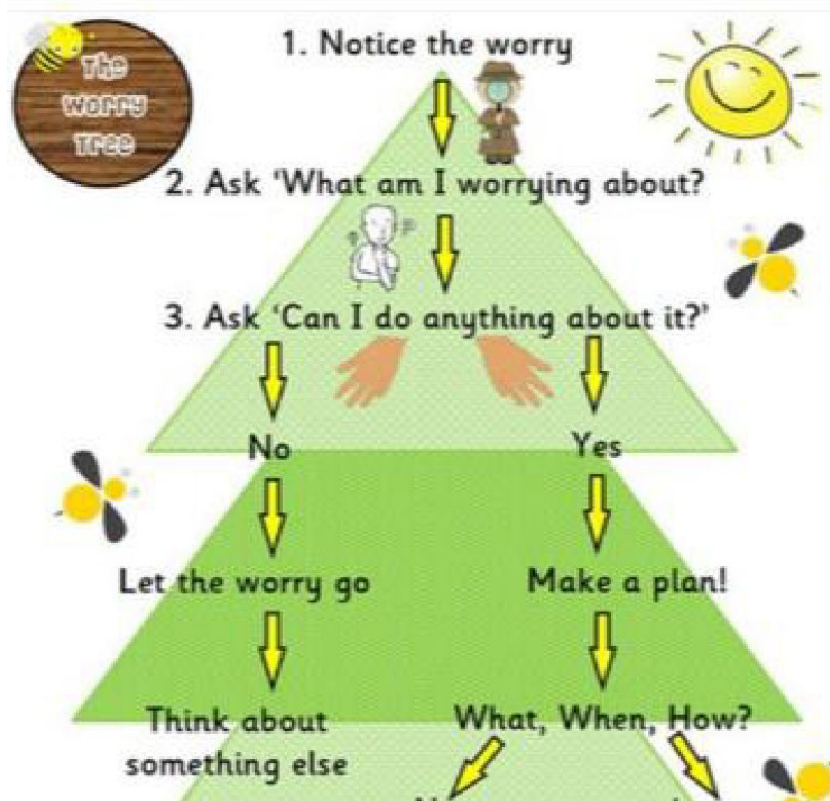 The
Worry
Tree
1. Notice the worry
2. Ask 'What am I worrying about?
3. Ask 'Can I do anything about it?'
No
Yes
Let the worry go
Make a plan!
Think about
something else
What, When, How?